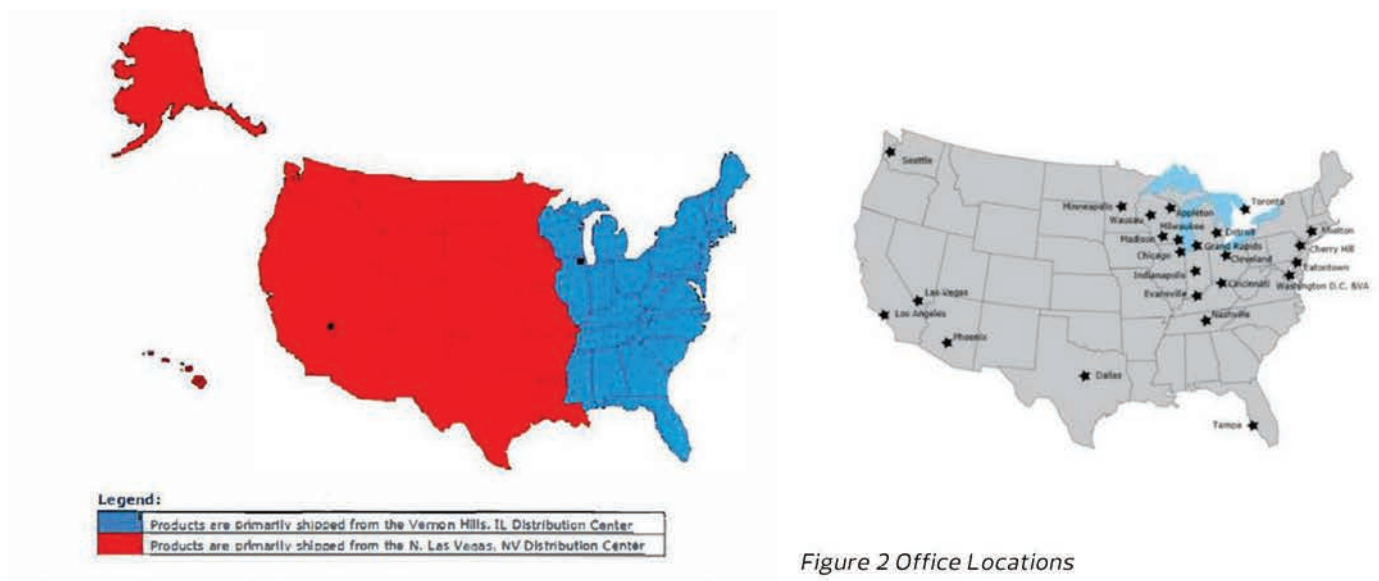 Seattle
Minneapolis
Wausau
Appleton
Toronto
Milwaukee
Madison
Detroit
Grand Rapids
Chicago
Cleveland
Cherry Hill
Eatontown
Indianapolis
Cincinnati
Washington D.C. &VA
Evansville
Las Vegas
Los Angeles
Nashville
Phoenix
Dallas
Tampa
Legend:
Products are primarily shipped from the Vernon Hills, IL Distribution Center
Products are primarily shipped from the N. Las Vegas, NV Distribution Center
Figure 2 Office Locations